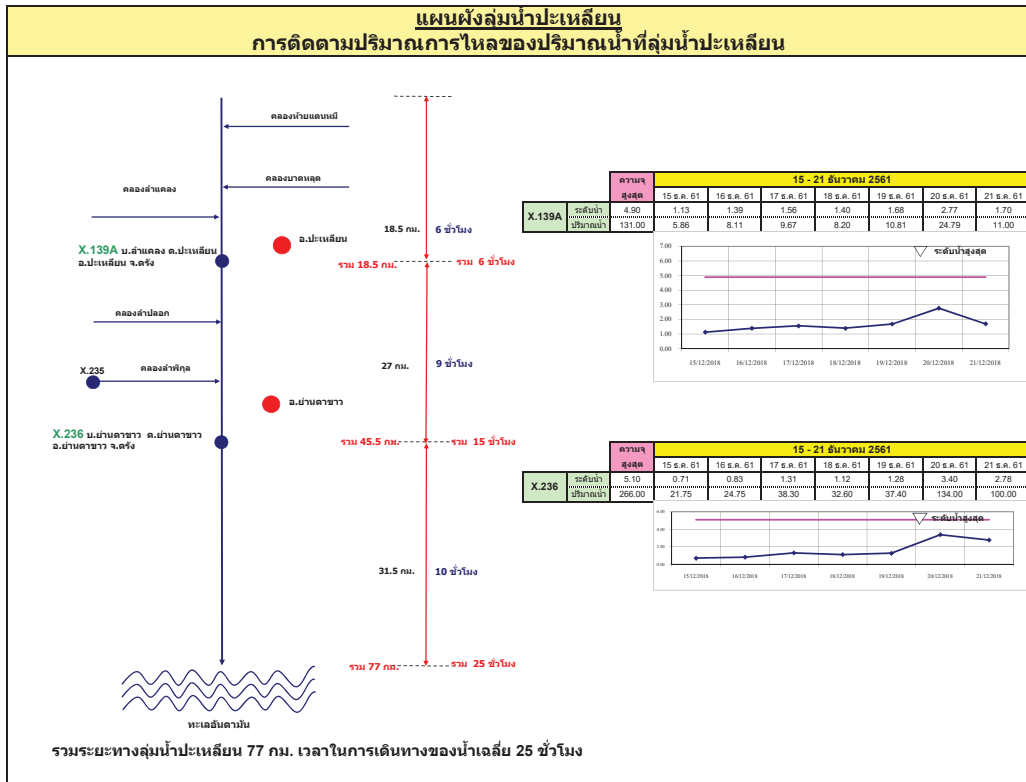 แผนผังลุ่มน้ำปะเหลียน
การติดตามปริมาณการไหลของปริมาณน้ำที่ลุ่มน้ำปะเหลียน
คลองห้วยแดนหมี
คลองบาดหลุด
คลองลำแคลง
18.5 กม.
6 ชั่วโมง
อ.ปะเหลียน
X.139A บ.ลำแคลง ต.ปะเหลียน
อ.ปะเหลียน จ.ตรัง
รวม 18.5 กม.
รวม 6 ชั่วโมง
คลองลำปลอก
X.235
คลองลำพิกุล
27 กม.
9 ชั่วโมง
อ.ย่านตาขาว
X.236 บ.ย่านตาขาว ต.ย่านตาขาว
อ.ย่านตาขาว จ.ตรัง
รวม 45.5 กม.
รวม 15 ชั่วโมง
31.5 กม.
10 ชั่วโมง
รวม 77 กม.
รวม 25 ชั่วโมง
ทะเลอันดามัน
รวมระยะทางลุ่มน้ำปะเหลียน 77 กม. เวลาในการเดินทางของน้ำเฉลี่ย 25 ชั่วโมง
ความจุ 15 - 21 ธันวาคม 2561
สูงสุด 15 ธ.ค. 61 16 ธ.ค. 61 17 ธ.ค. 61 18 ธ.ค. 61 19 ธ.ค. 61 20 ธ.ค. 61 21 ธ.ค. 61
X.139A
ระดับน้ำ 4.90 1.13 1.39 1.56 1.40 1.68 2.77 1.70
ปริมาณน้ำ 131.00 5.86 8.11 9.67 8.20 10.81 24.79 11.00
ระดับน้ำสูงสุด
7.00
6.00
5.00
4.00
3.00
2.00
1.00
0.00
15/12/2018 16/12/2018 17/12/2018 18/12/2018 19/12/2018 20/12/2018 21/12/2018
ความจุ 15 - 21 ธันวาคม 2561
สูงสุด 15 ธ.ค. 61 16 ธ.ค. 61 17 ธ.ค. 61 18 ธ.ค. 61 19 ธ.ค. 61 20 ธ.ค. 61 21 ธ.ค. 61
X.236
ระดับน้ำ 5.10 0.71 0.83 1.31 1.12 1.28 3.40 2.78
ปริมาณน้ำ 266.00 21.75 24.75 38.30 32.60 37.40 134.00 100.00
ระดับน้ำสูงสุด
6.00
4.00
2.00
0.00
15/12/2018 16/12/2018 17/12/2018 18/12/2018 19/12/2018 20/12/2018 21/12/2018